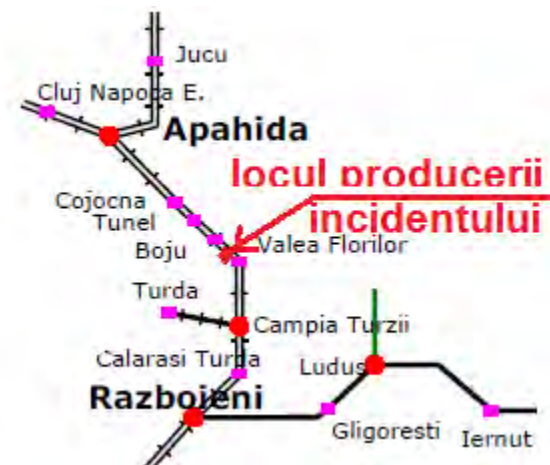 Jucu
Cluj Napoca E.
Apahida
locul producerii
incidentului
Cojocna
Tunel
Boju
Valea Florilor
Turda
Campia Turzii
Calarasi Turda
Ludus
Razboieni
Gligoresti
Iernut